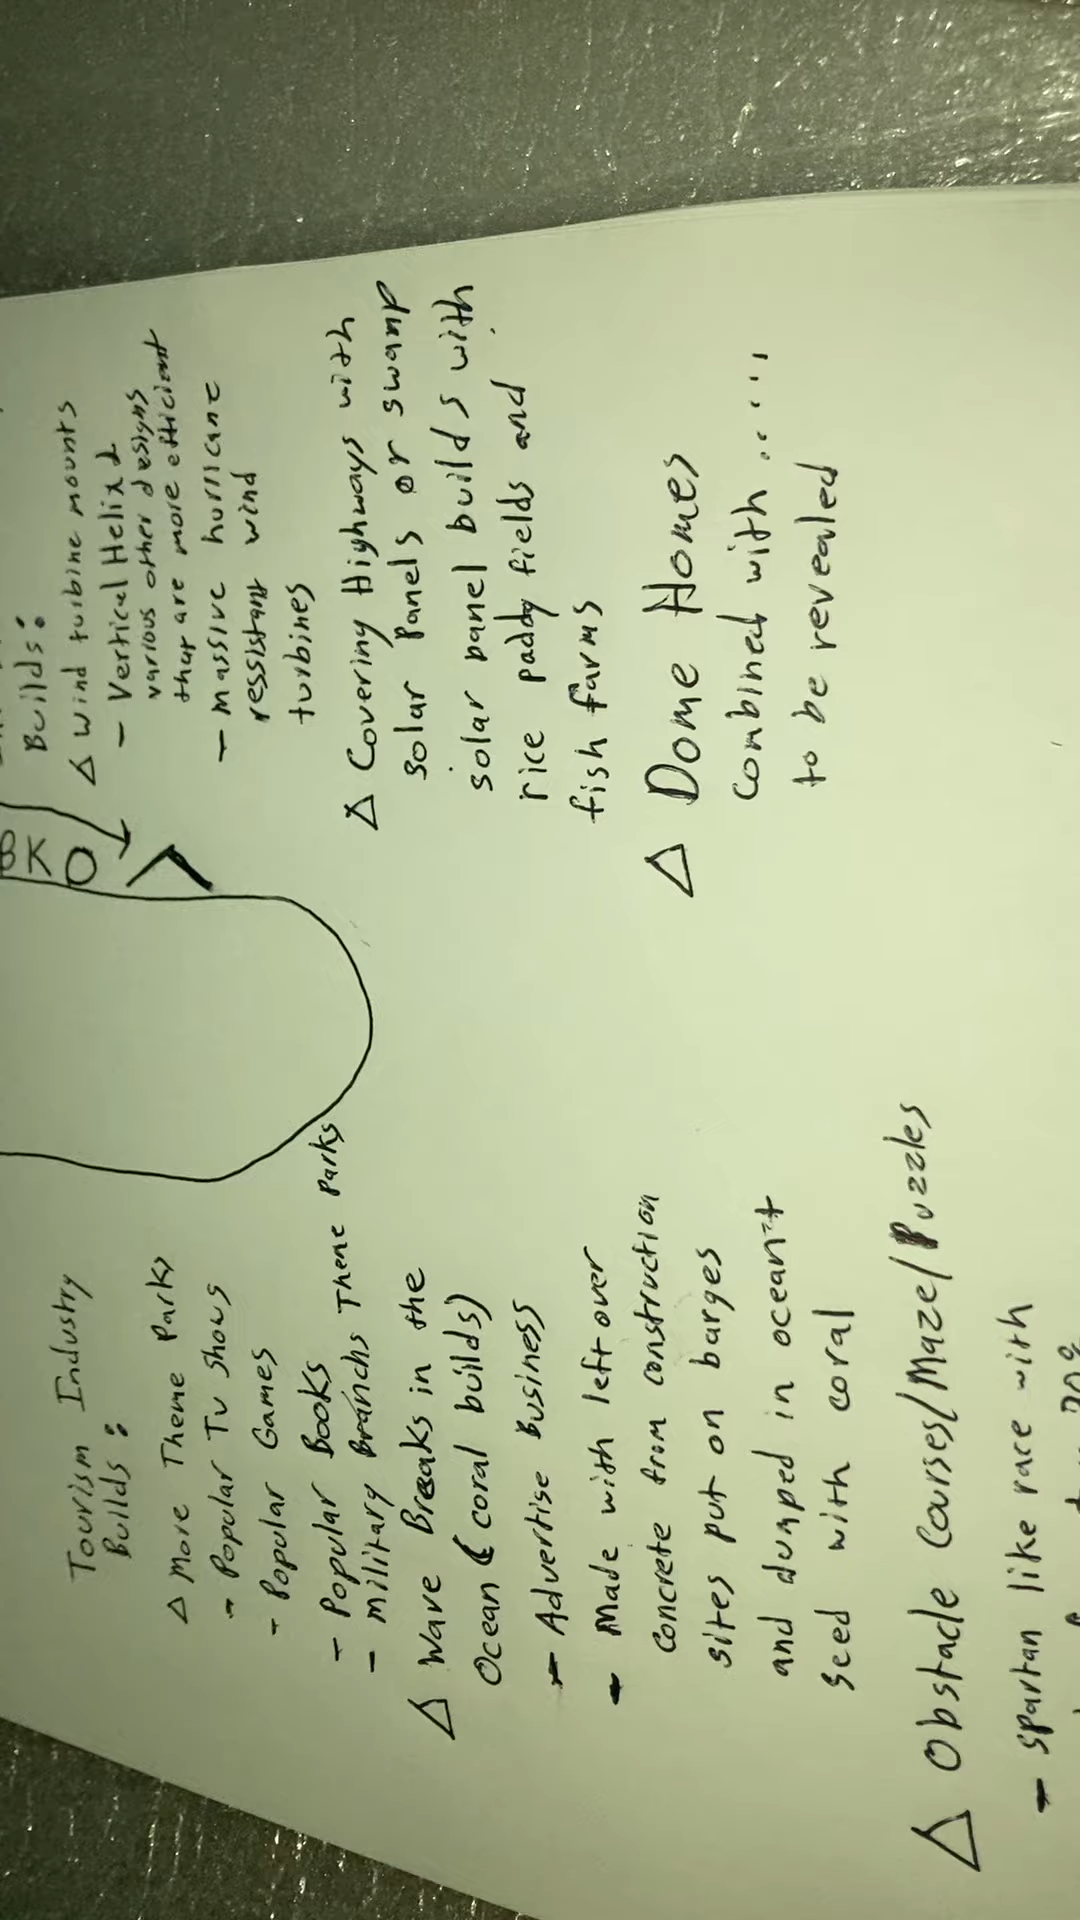 Tourism Industry
Builds:
Δ More Theme Parks
- Popular Tv Shows
- Popular Games
- Popular Books
- Military Branchs Theme Parks
Δ Wave Breaks in the
Ocean (coral builds)
- Advertise Business
- Made with left over
concrete from construction
sites put on barges
and dumped in ocean +
seed with coral
Δ Obstacle Courses/Maze/Puzzles
- Spartan like race with
BK
Builds:
Δ Wind turbine mounts
- Vertical Helix &
various other designs
that are more efficient
- massive hurricane
ressistant wind
turbines
Δ Covering Highways with
solar Panels or swamp
solar panel builds with
rice paddy fields and
fish farms
Δ Dome Homes
combined with.....
to be revealed